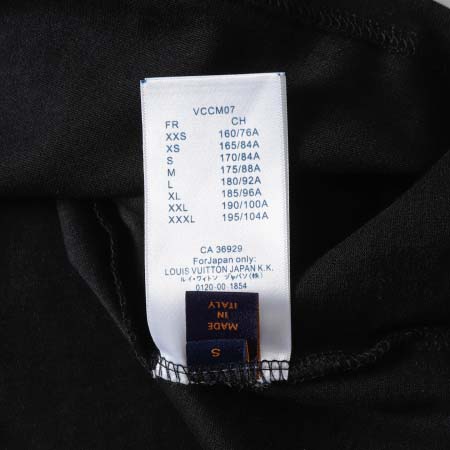 VCCM07
FR CH
XXS 160/76A
XS 165/84A
S 170/84A
M 175/88A
L 180/92A
XL 185/96A
XXL 190/100A
XXXL 195/104A
CA 36929
ForJapan only:
LOUIS VUITTON JAPAN K.K.
ルイ・ヴィトン ジャパン(株)
0120-00 1854
MADE
IN
ITALY
S